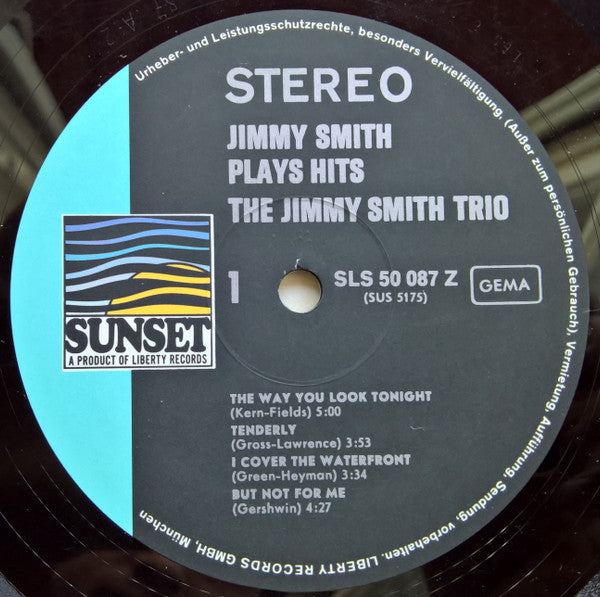 Urheber- und Leistungsschutzrechte, besonders Vervielfältigung, (Außer zum persönlichen Gebrauch), Vermietung, Aufführung, Sendung, vorbehalten. LIBERTY RECORDS GMBH, München
STEREO
JIMMY SMITH
PLAYS HITS
THE JIMMY SMITH TRIO
1
SLS 50 087 Z
(SUS 5175)
GEMA
SUNSET
A PRODUCT OF LIBERTY RECORDS
THE WAY YOU LOOK TONIGHT
(Kern-Fields) 5:00
TENDERLY
(Gross-Lawrence) 3:53
I COVER THE WATERFRONT
(Green-Heyman) 3:34
BUT NOT FOR ME
(Gershwin) 4:27